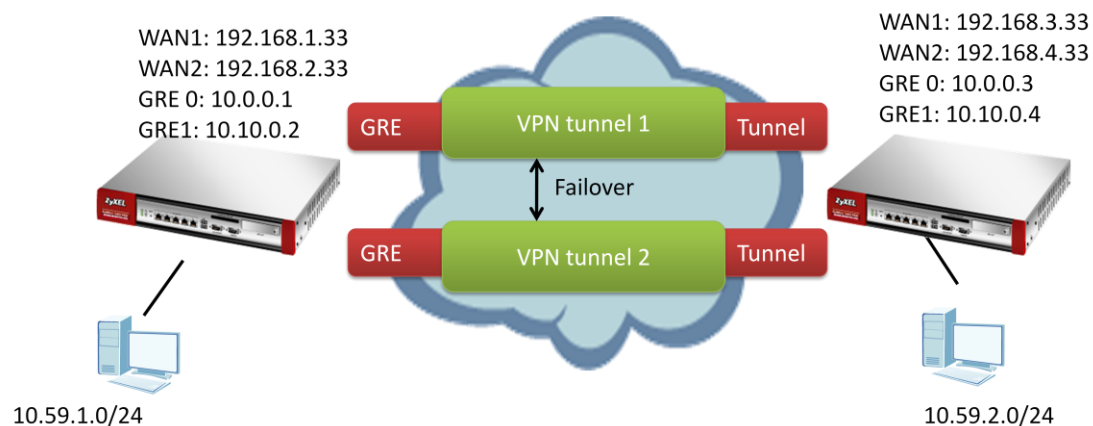 WAN1: 192.168.1.33
WAN2: 192.168.2.33
GRE 0: 10.0.0.1
GRE1: 10.10.0.2
WAN1: 192.168.3.33
WAN2: 192.168.4.33
GRE 0: 10.0.0.3
GRE1: 10.10.0.4
GRE
VPN tunnel 1
Tunnel
Failover
GRE
VPN tunnel 2
Tunnel
ZyXEL
ZyXEL
10.59.1.0/24
10.59.2.0/24